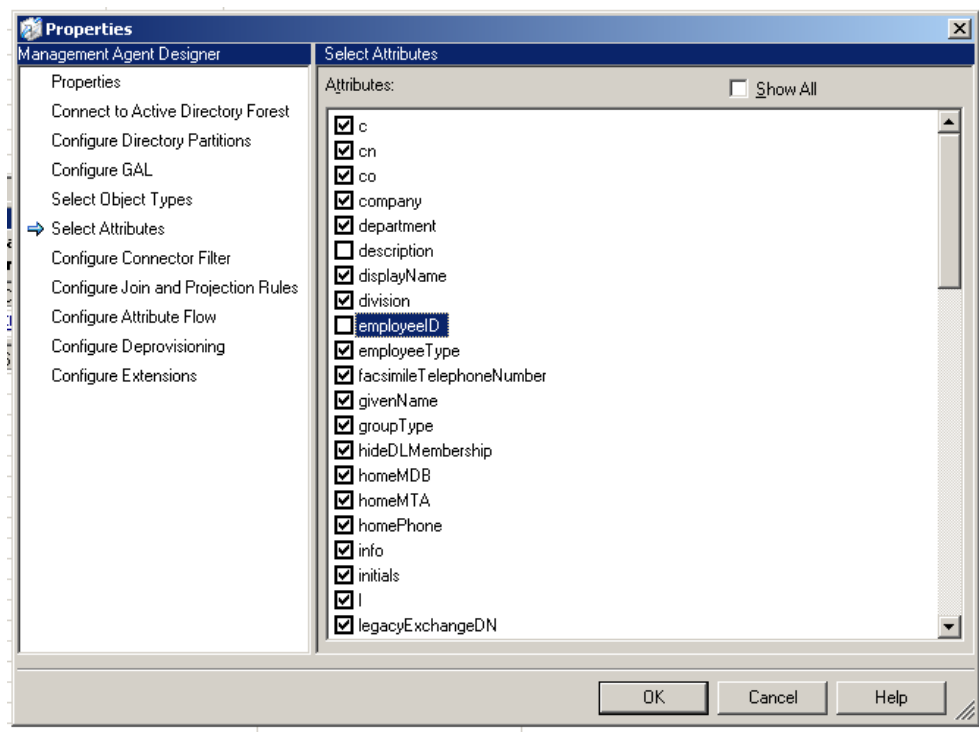 Properties
Management Agent Designer
Properties
Connect to Active Directory Forest
Configure Directory Partitions
Configure GAL
Select Object Types
Select Attributes
Configure Connector Filter
Configure Join and Projection Rules
Configure Attribute Flow
Configure Deprovisioning
Configure Extensions
Select Attributes
Attributes:
Show All
c
cn
co
company
department
description
displayName
division
employeeID
employeeType
facsimileTelephoneNumber
givenName
groupType
hideDLMembership
homeMDB
homeMTA
homePhone
info
initials
l
legacyExchangeDN
OK
Cancel
Help